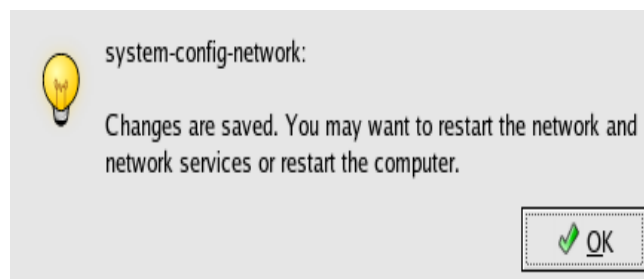 system-config-network:
Changes are saved. You may want to restart the network and
network services or restart the computer.
OK